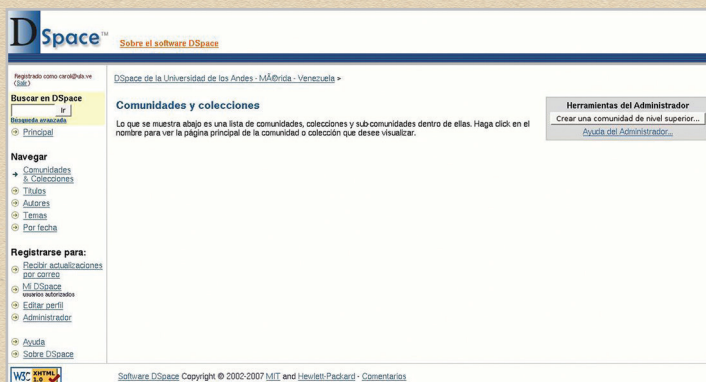 DSpace™
Sobre el software DSpace
Registrado como carol@ula.ve
(Salir)
Buscar en DSpace
Ir
Búsqueda avanzada
Principal
Navegar
Comunidades
& Colecciones
Títulos
Autores
Temas
Por fecha
Registrarse para:
Recibir actualizaciones
por correo
Mi DSpace
usuarios autorizados
Editar perfil
Administrador
Ayuda
Sobre DSpace
W3C XHTML 1.0
DSpace de la Universidad de los Andes - MÃ©rida - Venezuela >
Comunidades y colecciones
Lo que se muestra abajo es una lista de comunidades, colecciones y sub-comunidades dentro de ellas. Haga click en el
nombre para ver la página principal de la comunidad o colección que desee visualizar.
Herramientas del Administrador
Crear una comunidad de nivel superior...
Ayuda del Administrador...
Software DSpace Copyright © 2002-2007 MIT and Hewlett-Packard - Comentarios